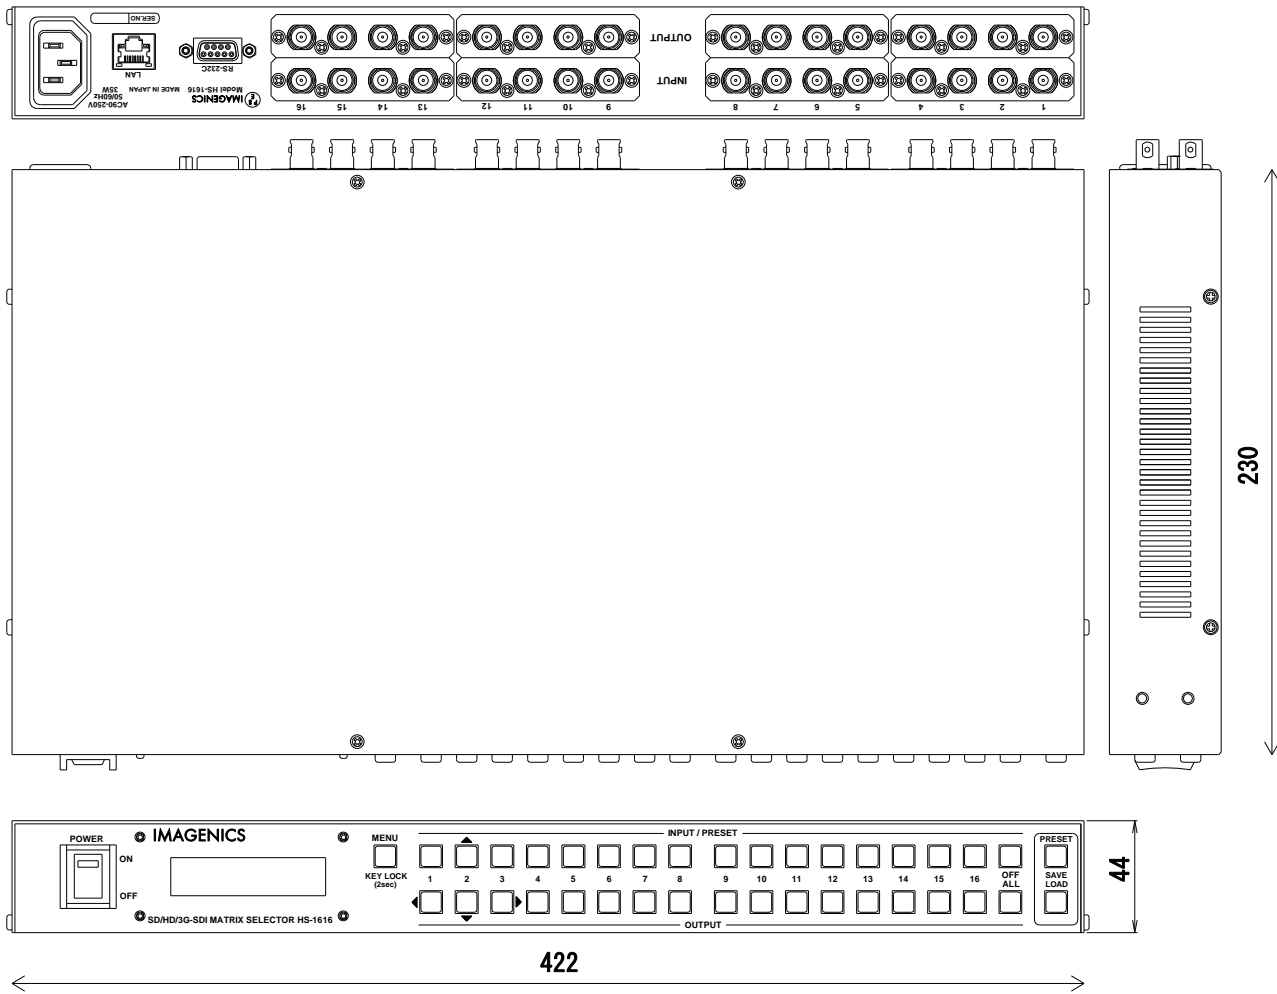 SER.NO
LAN
RS-232C
AC90-250V
50/60Hz
35W
MADE IN JAPAN
IMAGENICS
Model HS-1616
OUTPUT
INPUT
16 15 14 13 12 11 10 9 8 7 6 5 4 3 2 1
230
POWER
ON
OFF
IMAGENICS
SD/HD/3G-SDI MATRIX SELECTOR HS-1616
MENU
KEY LOCK
(2sec)
INPUT / PRESET
1 2 3 4 5 6 7 8 9 10 11 12 13 14 15 16
OFF
ALL
OUTPUT
PRESET
SAVE
LOAD
44
422